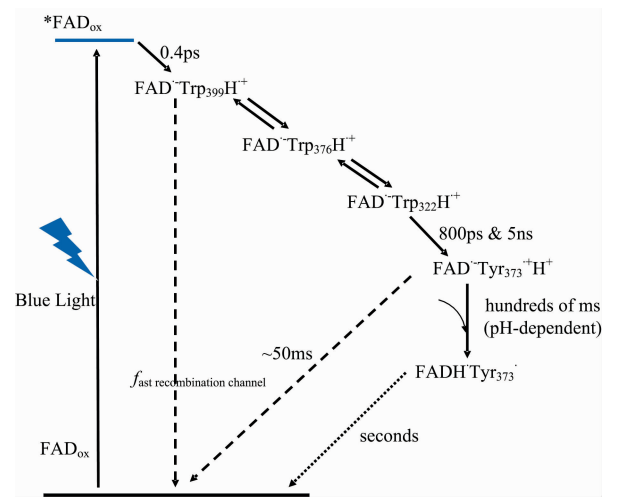 *FADox
0.4ps
FAD·-Trp399H·+
FAD·-Trp376H·+
FAD·-Trp322H·+
800ps & 5ns
FAD·-Tyr373·+H+
Blue Light
hundreds of ms
(pH-dependent)
~50ms
fast recombination channel
FADH·Tyr373·
seconds
FADox